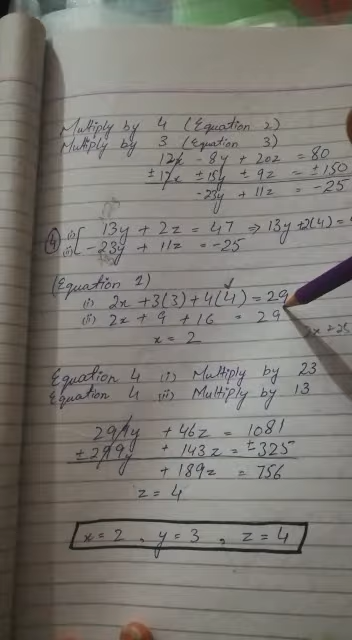 Multiply by 4 (Equation 2)
Multiply by 3 (Equation 3)
12x - 8y + 20z = 80
± 12x ± 15y ± 9z = ± 150
-23y + 11z = -25
④ (i) [ 13y + 2z = 47 ⇒ 13y + 2(4) =
(ii) [ -23y + 11z = -25
(Equation 1)
(i) 2x + 3(3) + 4(4) = 29
(ii) 2x + 9 + 16 = 29
x = 2
Equation 4 (i) Multiply by 23
Equation 4 (ii) Multiply by 13
299y + 46z = 1081
± 299y + 143z = ± 325
+ 189z = 756
z = 4
x = 2 , y = 3 , z = 4